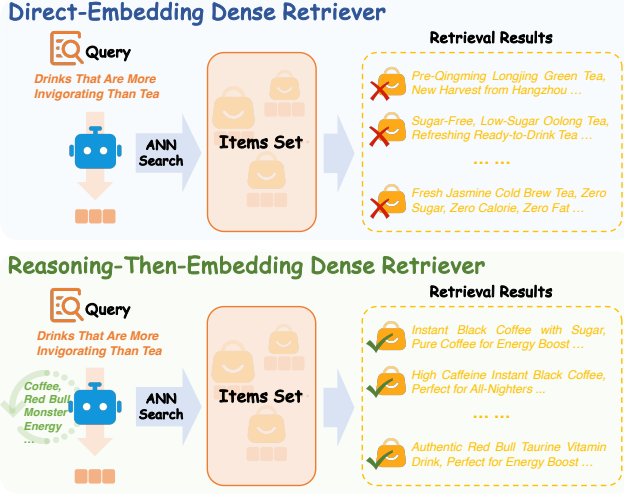 Direct-Embedding Dense Retriever
Query
Drinks That Are More
Invigorating Than Tea
ANN
Search
Items Set
Retrieval Results
Pre-Qingming Longjing Green Tea,
New Harvest from Hangzhou ...
Sugar-Free, Low-Sugar Oolong Tea,
Refreshing Ready-to-Drink Tea ...
... ...
Fresh Jasmine Cold Brew Tea, Zero
Sugar, Zero Calorie, Zero Fat ...
Reasoning-Then-Embedding Dense Retriever
Query
Drinks That Are More
Invigorating Than Tea
Coffee,
Red Bull
Monster
Energy
...
ANN
Search
Items Set
Retrieval Results
Instant Black Coffee with Sugar,
Pure Coffee for Energy Boost ...
High Caffeine Instant Black Coffee,
Perfect for All-Nighters ...
... ...
Authentic Red Bull Taurine Vitamin
Drink, Perfect for Energy Boost ...